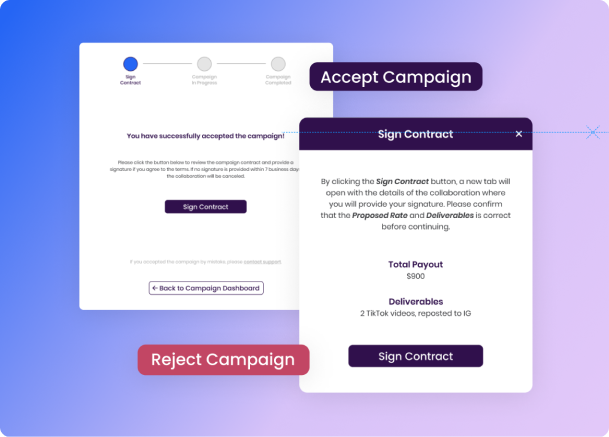 Sign
Contract
Campaign
In Progress
Campaign
Completed
Accept Campaign
You have successfully accepted the campaign!
Please click the button below to review the campaign contract and provide a
signature if you agree to the terms. If no signature is provided within 7 business days
the collaboration will be canceled.
Sign Contract
If you accepted the campaign by mistake, please contact support
← Back to Campaign Dashboard
Sign Contract
×
By clicking the Sign Contract button, a new tab will
open with the details of the collaboration where
you will provide your signature. Please confirm
that the Proposed Rate and Deliverables is correct
before continuing.
Total Payout
$900
Deliverables
2 TikTok videos, reposted to IG
Sign Contract
Reject Campaign